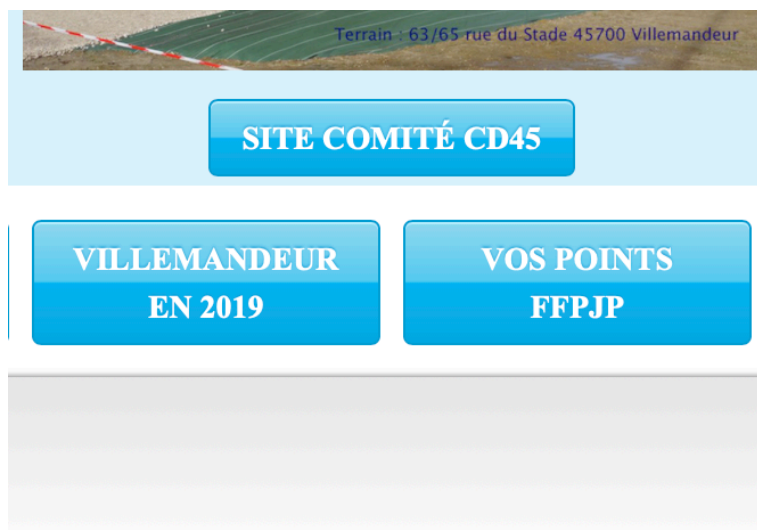 Terrain : 63/65 rue du Stade 45700 Villemandeur
SITE COMITÉ CD45
VILLEMANDEUR
EN 2019
VOS POINTS
FFPJP